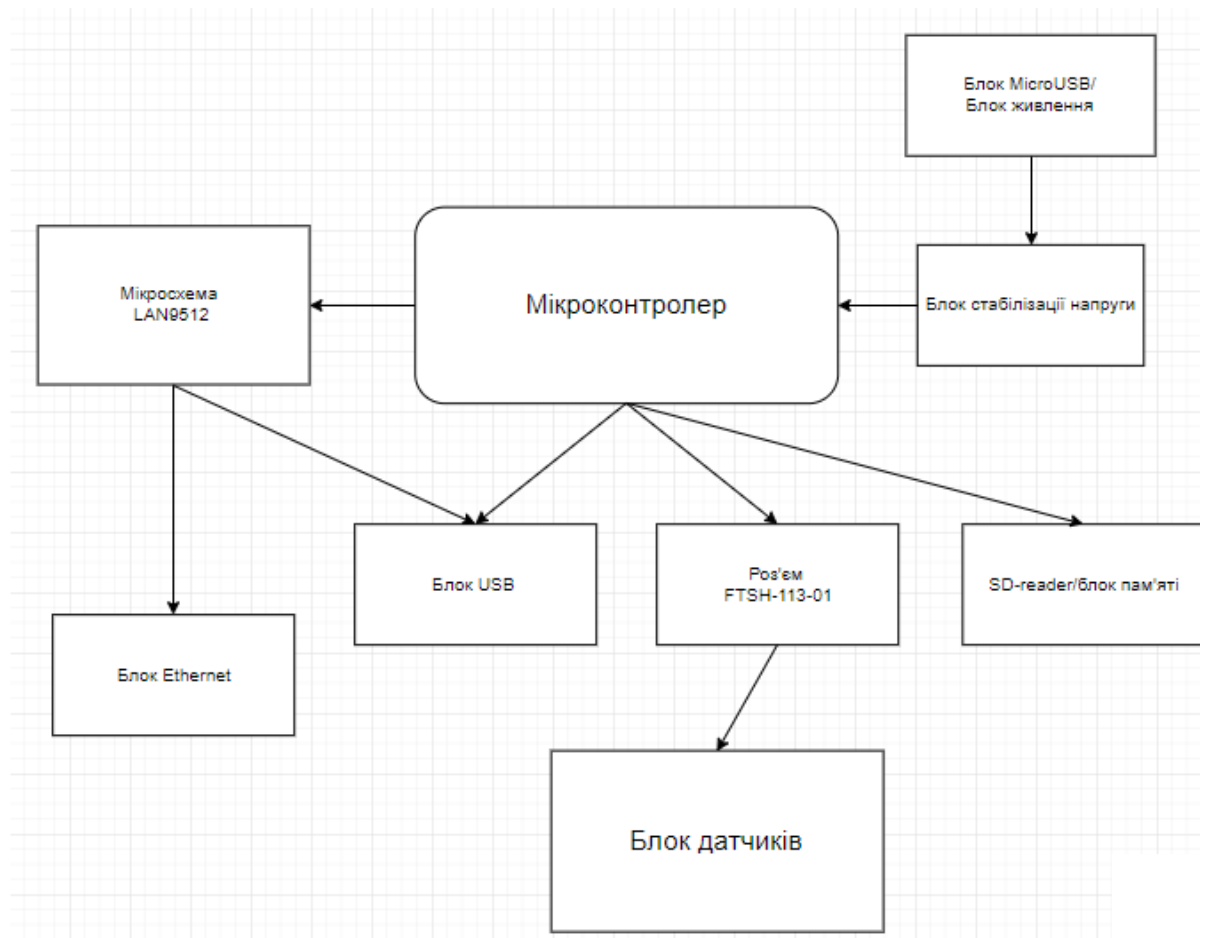 Блок MicroUSB/
Блок живлення
Мікросхема
LAN9512
Мікроконтролер
Блок стабілізації напруги
Блок USB
Роз'єм
FTSH-113-01
SD-reader/блок пам'яті
Блок Ethernet
Блок датчиків